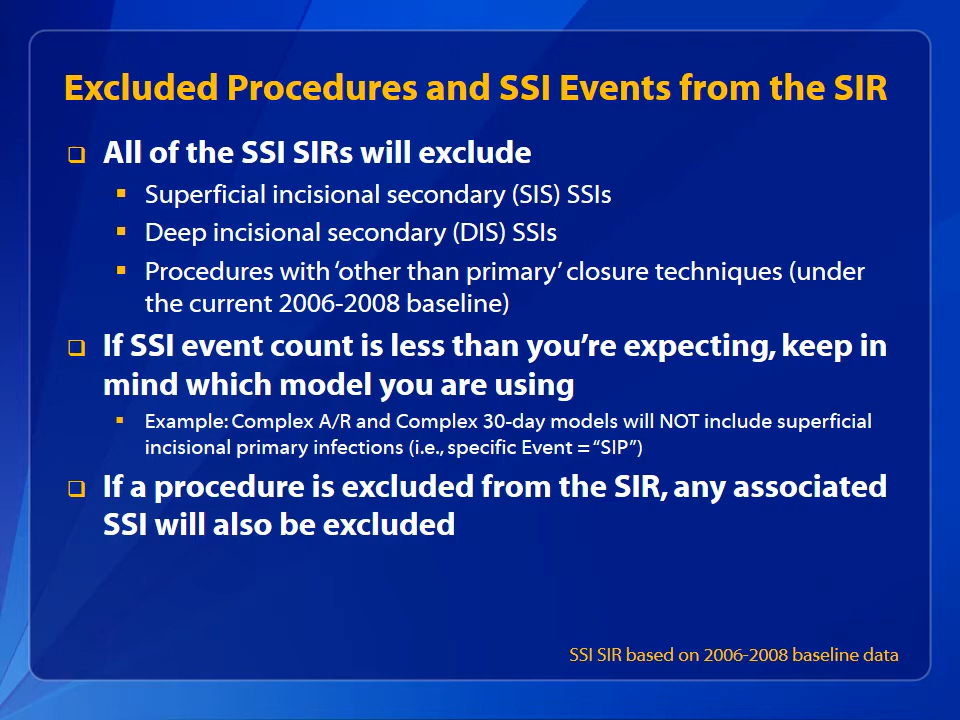 Excluded Procedures and SSI Events from the SIR
All of the SSI SIRs will exclude
Superficial incisional secondary (SIS) SSIs
Deep incisional secondary (DIS) SSIs
Procedures with ‘other than primary’ closure techniques (under
the current 2006-2008 baseline)
If SSI event count is less than you’re expecting, keep in
mind which model you are using
Example: Complex A/R and Complex 30-day models will NOT include superficial
incisional primary infections (i.e., specific Event = “SIP”)
If a procedure is excluded from the SIR, any associated
SSI will also be excluded
SSI SIR based on 2006-2008 baseline data